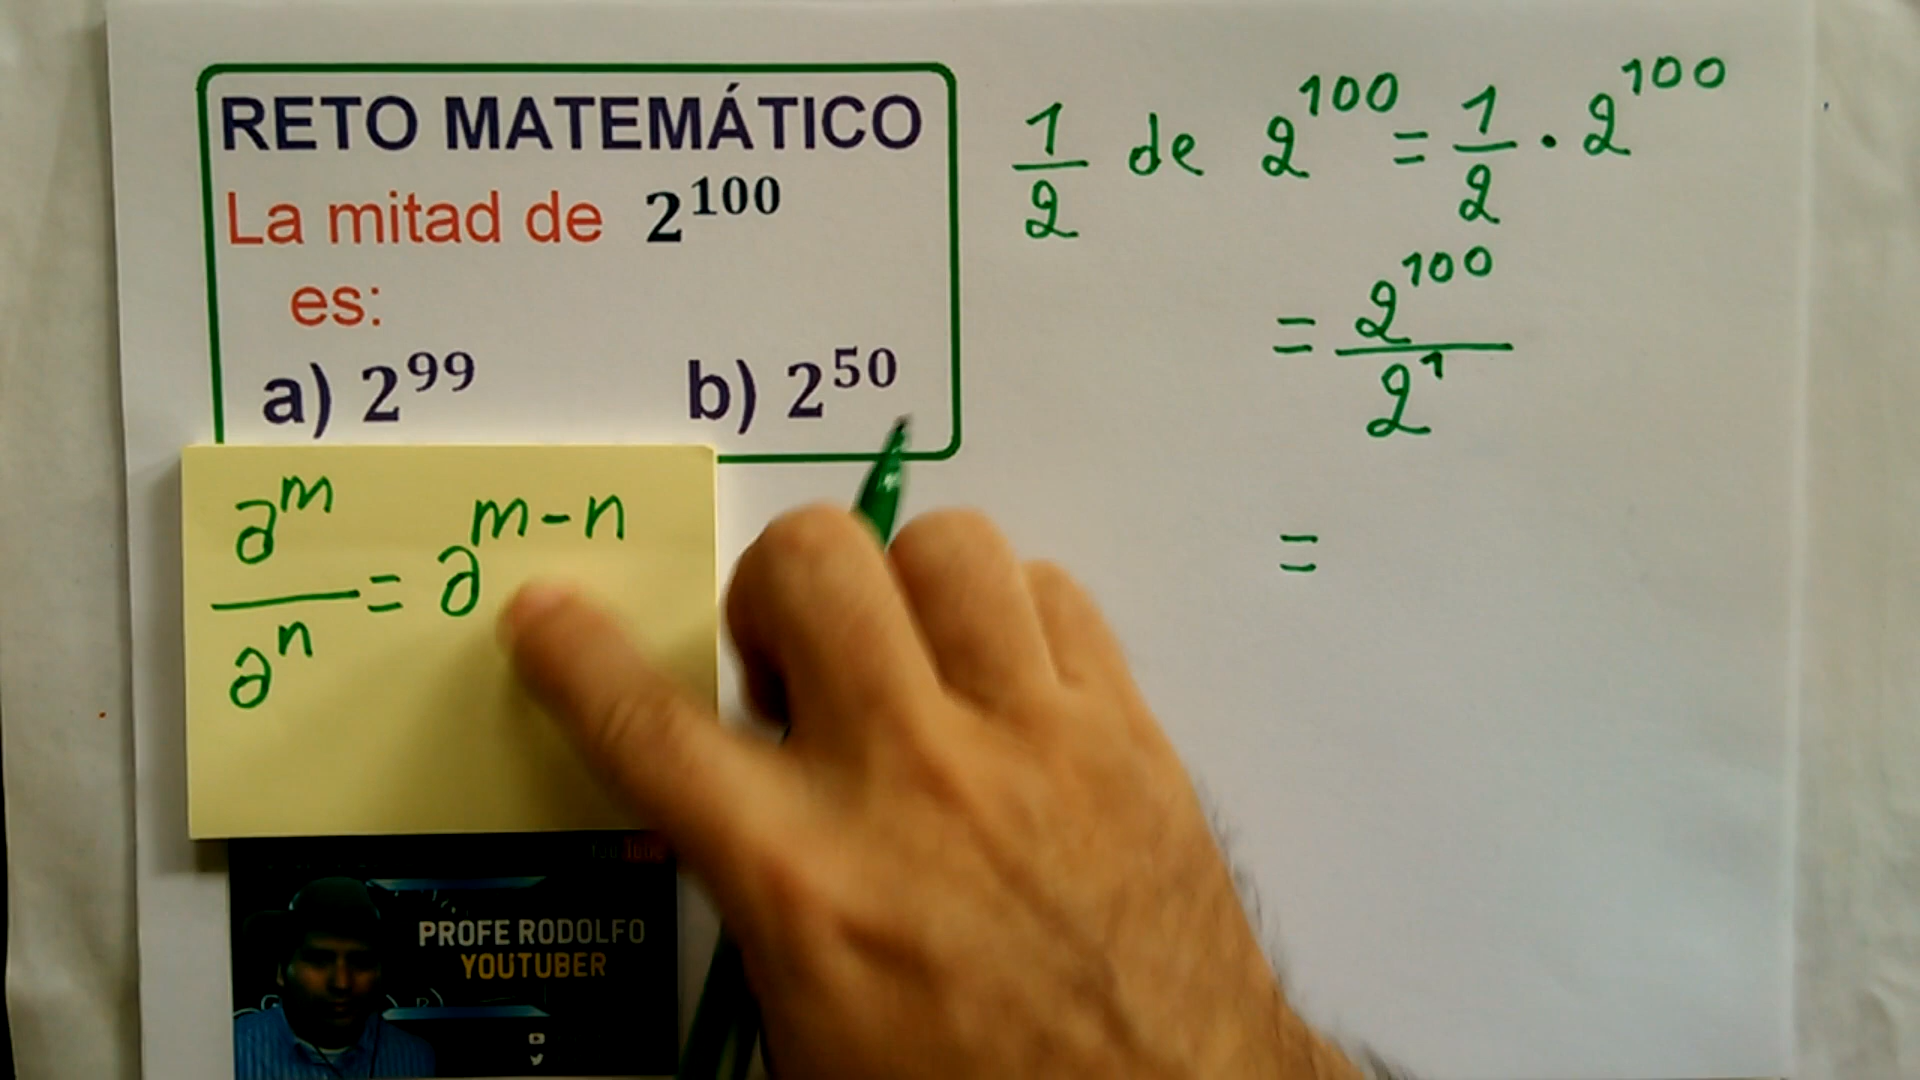 RETO MATEMÁTICO
La mitad de 2^100
es:
a) 2^99 b) 2^50
1/2 de 2^100 = 1/2 · 2^100
= 2^100/2^1
=
a^m/a^n = a^(m-n)
PROFE RODOLFO
YOUTUBER